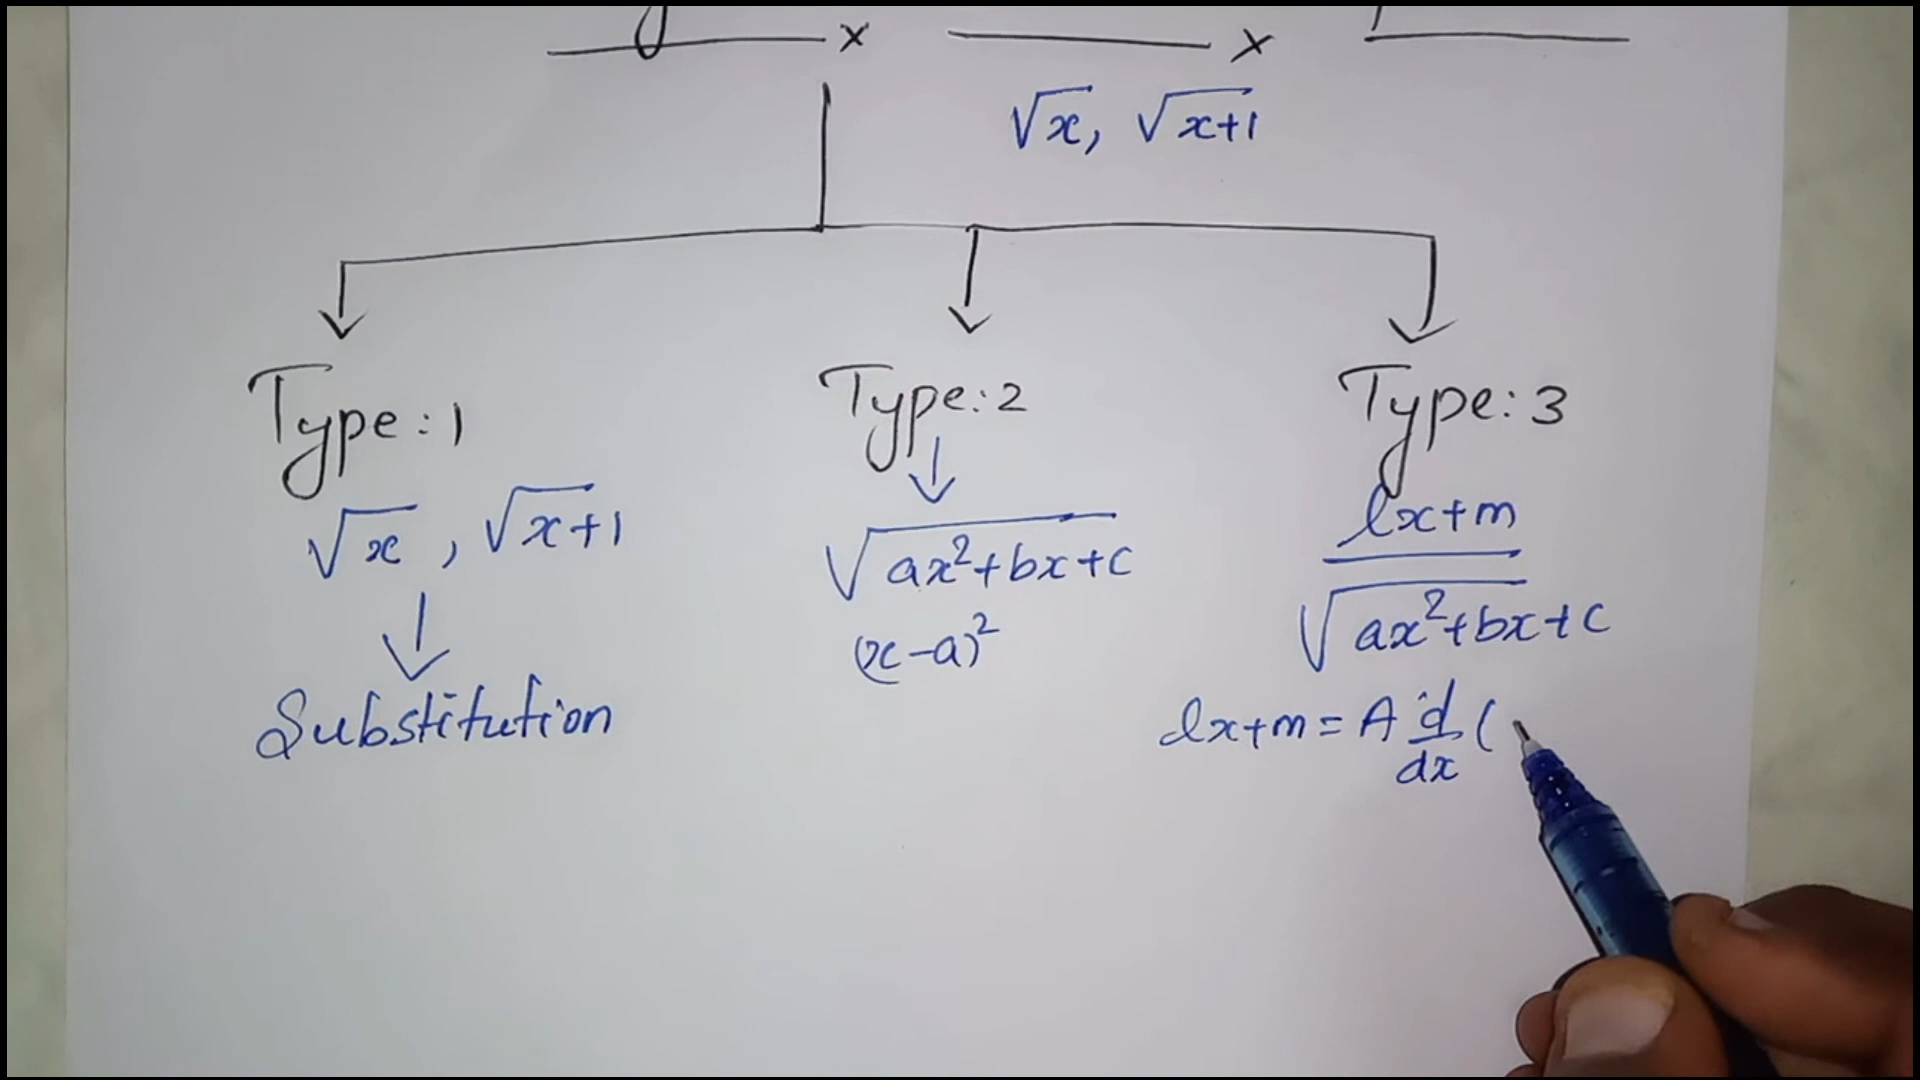 × ×
√x, √x+1
Type:1 Type:2 Type:3
√x , √x+1
↓
Substitution
↓
√ax²+bx+c
(x-a)²
lx+m
√ax²+bx+c
lx+m = A d/dx (